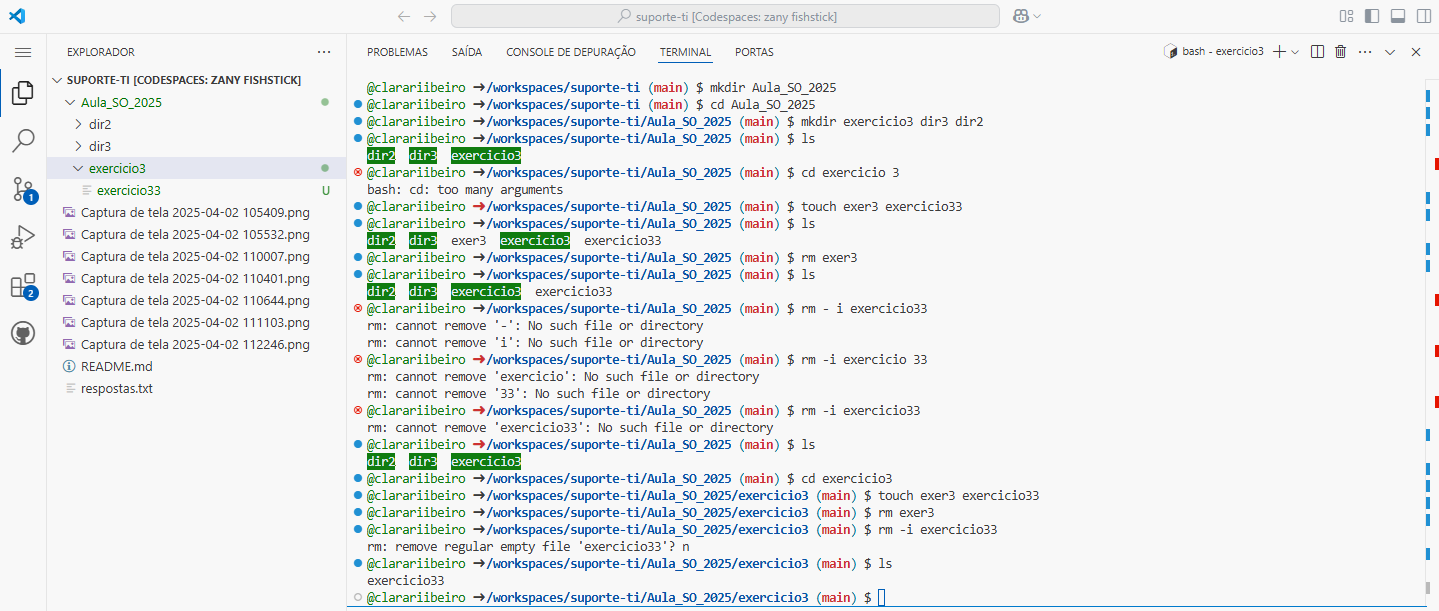 suporte-ti [Codespaces: zany fishstick]
EXPLORADOR
SUPORTE-TI [CODESPACES: ZANY FISHSTICK]
Aula_SO_2025
dir2
dir3
exercicio3
exercicio33 U
Captura de tela 2025-04-02 105409.png
Captura de tela 2025-04-02 105532.png
Captura de tela 2025-04-02 110007.png
Captura de tela 2025-04-02 110401.png
Captura de tela 2025-04-02 110644.png
Captura de tela 2025-04-02 111103.png
Captura de tela 2025-04-02 112246.png
README.md
respostas.txt
1
2
PROBLEMAS SAÍDA CONSOLE DE DEPURAÇÃO TERMINAL PORTAS
bash - exercicio3
@clarariibeiro ➜/workspaces/suporte-ti (main) $ mkdir Aula_SO_2025
@clarariibeiro ➜/workspaces/suporte-ti (main) $ cd Aula_SO_2025
@clarariibeiro ➜/workspaces/suporte-ti/Aula_SO_2025 (main) $ mkdir exercicio3 dir3 dir2
@clarariibeiro ➜/workspaces/suporte-ti/Aula_SO_2025 (main) $ ls
dir2 dir3 exercicio3
@clarariibeiro ➜/workspaces/suporte-ti/Aula_SO_2025 (main) $ cd exercicio 3
bash: cd: too many arguments
@clarariibeiro ➜/workspaces/suporte-ti/Aula_SO_2025 (main) $ touch exer3 exercicio33
@clarariibeiro ➜/workspaces/suporte-ti/Aula_SO_2025 (main) $ ls
dir2 dir3 exer3 exercicio3 exercicio33
@clarariibeiro ➜/workspaces/suporte-ti/Aula_SO_2025 (main) $ rm exer3
@clarariibeiro ➜/workspaces/suporte-ti/Aula_SO_2025 (main) $ ls
dir2 dir3 exercicio3 exercicio33
@clarariibeiro ➜/workspaces/suporte-ti/Aula_SO_2025 (main) $ rm - i exercicio33
rm: cannot remove '-': No such file or directory
rm: cannot remove 'i': No such file or directory
@clarariibeiro ➜/workspaces/suporte-ti/Aula_SO_2025 (main) $ rm -i exercicio 33
rm: cannot remove 'exercicio': No such file or directory
rm: cannot remove '33': No such file or directory
@clarariibeiro ➜/workspaces/suporte-ti/Aula_SO_2025 (main) $ rm -i exercicio33
rm: cannot remove 'exercicio33': No such file or directory
@clarariibeiro ➜/workspaces/suporte-ti/Aula_SO_2025 (main) $ ls
dir2 dir3 exercicio3
@clarariibeiro ➜/workspaces/suporte-ti/Aula_SO_2025 (main) $ cd exercicio3
@clarariibeiro ➜/workspaces/suporte-ti/Aula_SO_2025/exercicio3 (main) $ touch exer3 exercicio33
@clarariibeiro ➜/workspaces/suporte-ti/Aula_SO_2025/exercicio3 (main) $ rm exer3
@clarariibeiro ➜/workspaces/suporte-ti/Aula_SO_2025/exercicio3 (main) $ rm -i exercicio33
rm: remove regular empty file 'exercicio33'? n
@clarariibeiro ➜/workspaces/suporte-ti/Aula_SO_2025/exercicio3 (main) $ ls
exercicio33
@clarariibeiro ➜/workspaces/suporte-ti/Aula_SO_2025/exercicio3 (main) $